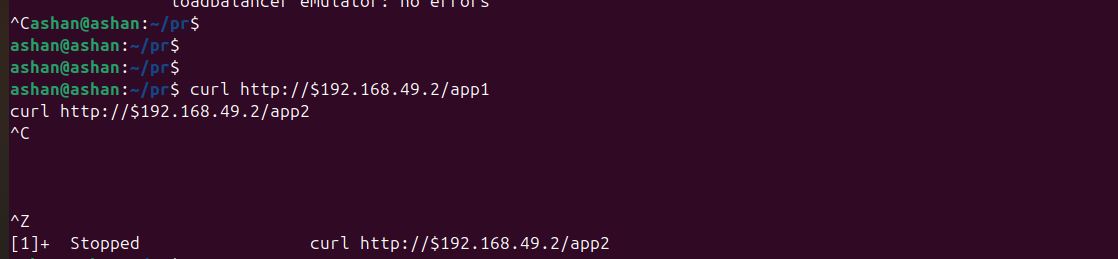 loadbalancer emulator: no errors
^Cashan@ashan:~/pr$
ashan@ashan:~/pr$
ashan@ashan:~/pr$
ashan@ashan:~/pr$ curl http://$192.168.49.2/app1
curl http://$192.168.49.2/app2
^C
^Z
[1]+  Stopped                 curl http://$192.168.49.2/app2